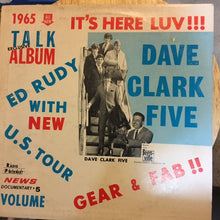 1965
IT'S HERE LUV!!!
TALK
ALBUM
DAVE
CLARK
FIVE
ED RUDY
WITH
NEW
U.S. TOUR
DAVE CLARK FIVE
GEAR & FAB!!
NEWS
DOCUMENTARY
VOLUME